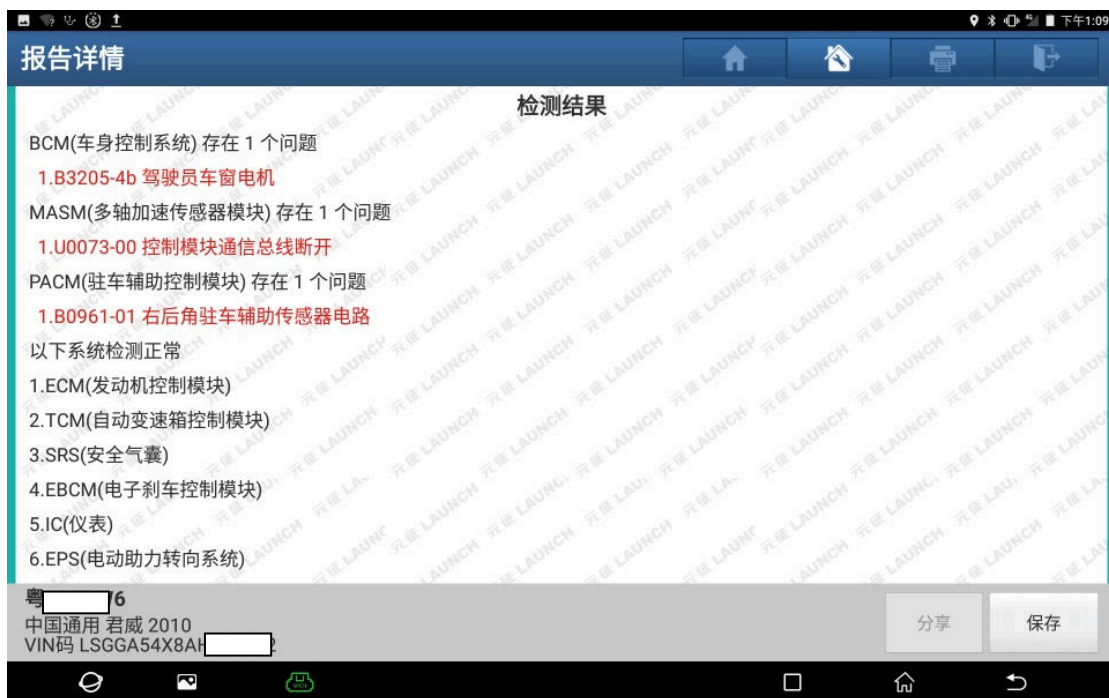 下午1:09
报告详情
检测结果
BCM(车身控制系统) 存在 1 个问题
1.B3205-4b 驾驶员车窗电机
MASM(多轴加速传感器模块) 存在 1 个问题
1.U0073-00 控制模块通信总线断开
PACM(驻车辅助控制模块) 存在 1 个问题
1.B0961-01 右后角驻车辅助传感器电路
以下系统检测正常
1.ECM(发动机控制模块)
2.TCM(自动变速箱控制模块)
3.SRS(安全气囊)
4.EBCM(电子刹车控制模块)
5.IC(仪表)
6.EPS(电动助力转向系统)
粤 6
中国通用 君威 2010
VIN码 LSGGA54X8AH 2
分享
保存
元征 LAUNCH